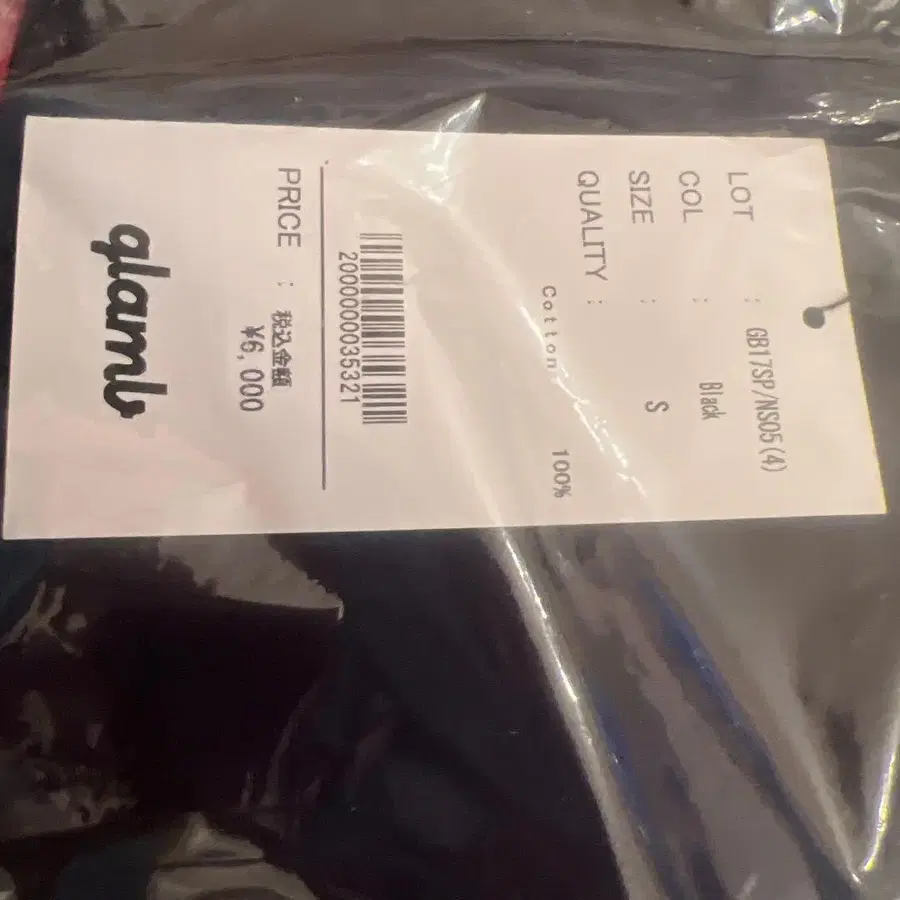 LOT : GB17SP/NS05(4)
COL : Black
SIZE : S
QUALITY :
Cotton 100%
2000000035321
PRICE : 税込金額
¥6,000
glamb